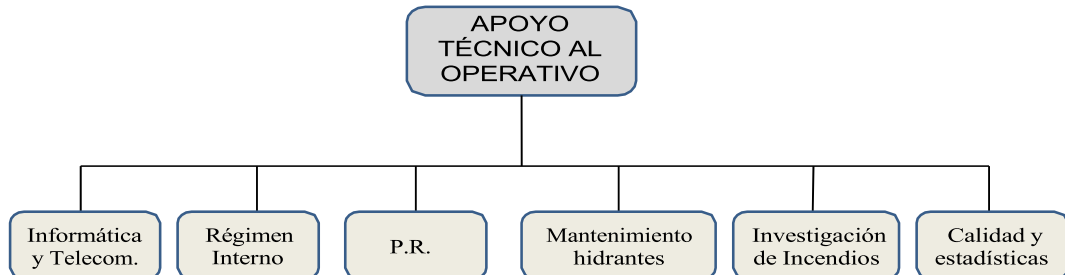 APOYO
TÉCNICO AL
OPERATIVO
Informática
y Telecom.
Régimen
Interno
P.R.
Mantenimiento
hidrantes
Investigación
de Incendios
Calidad y
estadísticas